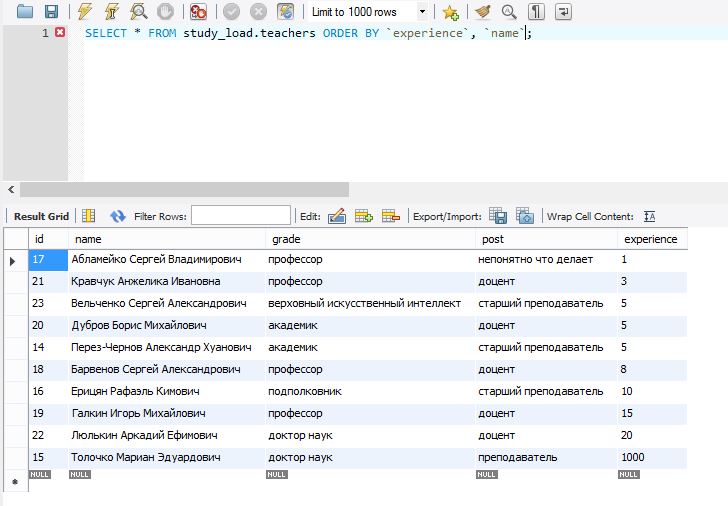 Limit to 1000 rows
1 SELECT * FROM study_load.teachers ORDER BY `experience`, `name`;
Result Grid Filter Rows: Edit: Export/Import: Wrap Cell Content:
id name grade post experience
17 Абламейко Сергей Владимирович профессор непонятно что делает 1
21 Кравчук Анжелика Ивановна профессор доцент 3
23 Вельченко Сергей Александрович верховный искусственный интеллект старший преподаватель 5
20 Дубров Борис Михайлович академик доцент 5
14 Перез-Чернов Александр Хуанович академик старший преподаватель 5
18 Барвенов Сергей Александрович профессор доцент 8
16 Ерицян Рафаэль Кимович подполковник старший преподаватель 10
19 Галкин Игорь Михайлович профессор доцент 15
22 Люлькин Аркадий Ефимович доктор наук доцент 20
15 Толочко Мариан Эдуардович доктор наук преподаватель 1000
NULL NULL NULL NULL NULL